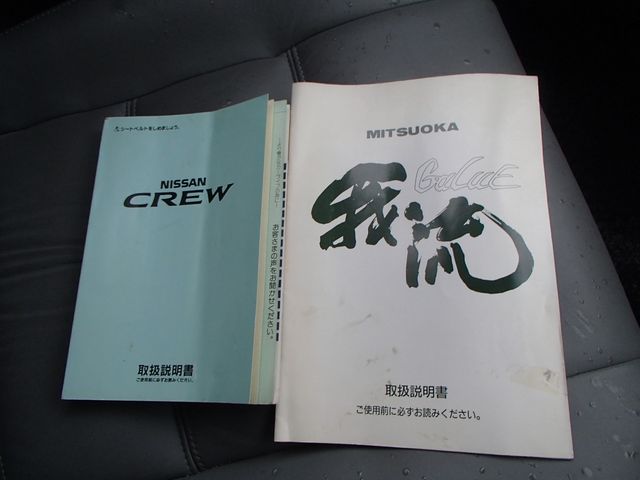 シートベルトをしめましょう。
NISSAN
CREW
取扱説明書
ご使用前に必ずお読みください。
お客さまの声をお聞かせください。
MITSUOKA
GaLuE
我流
取扱説明書
ご使用前に必ずお読みください。